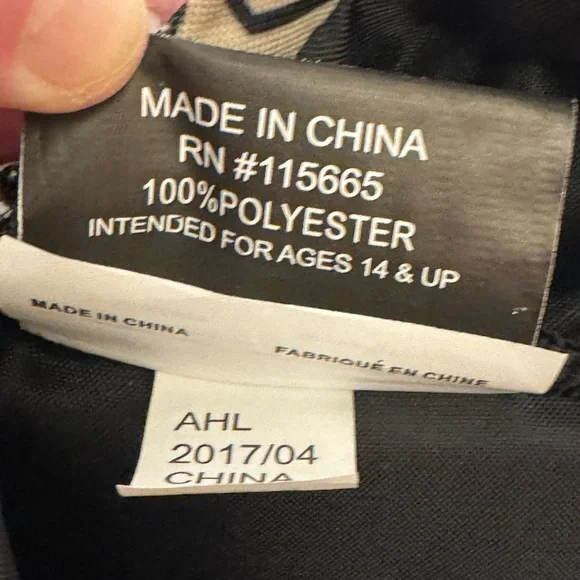 MADE IN CHINA
RN #115665
100%POLYESTER
INTENDED FOR AGES 14 & UP
MADE IN CHINA
FABRIQUÉ EN CHINE
AHL
2017/04
CHINA